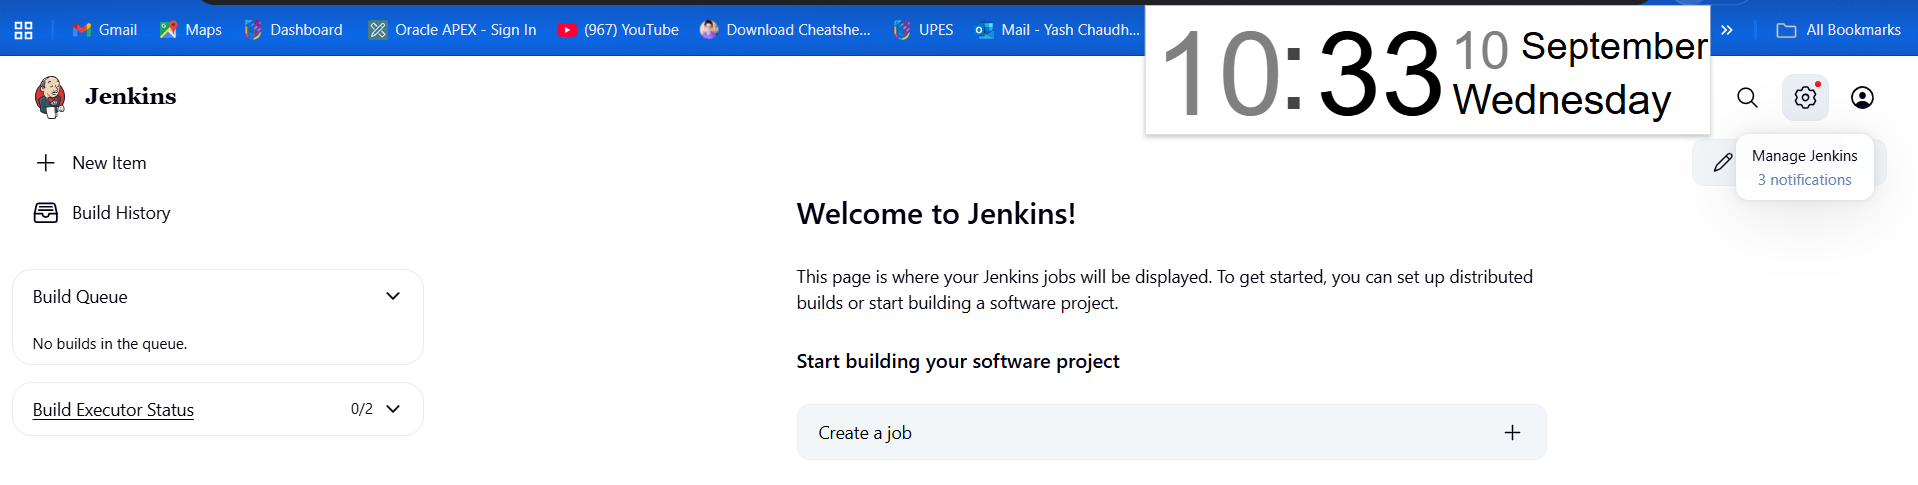 Gmail Maps Dashboard Oracle APEX - Sign In (967) YouTube Download Cheatshe... UPES Mail - Yash Chaudh... » All Bookmarks
10:33 10 September
Wednesday
Jenkins
Manage Jenkins
3 notifications
New Item
Build History
Build Queue
No builds in the queue.
Build Executor Status 0/2
Welcome to Jenkins!
This page is where your Jenkins jobs will be displayed. To get started, you can set up distributed
builds or start building a software project.
Start building your software project
Create a job